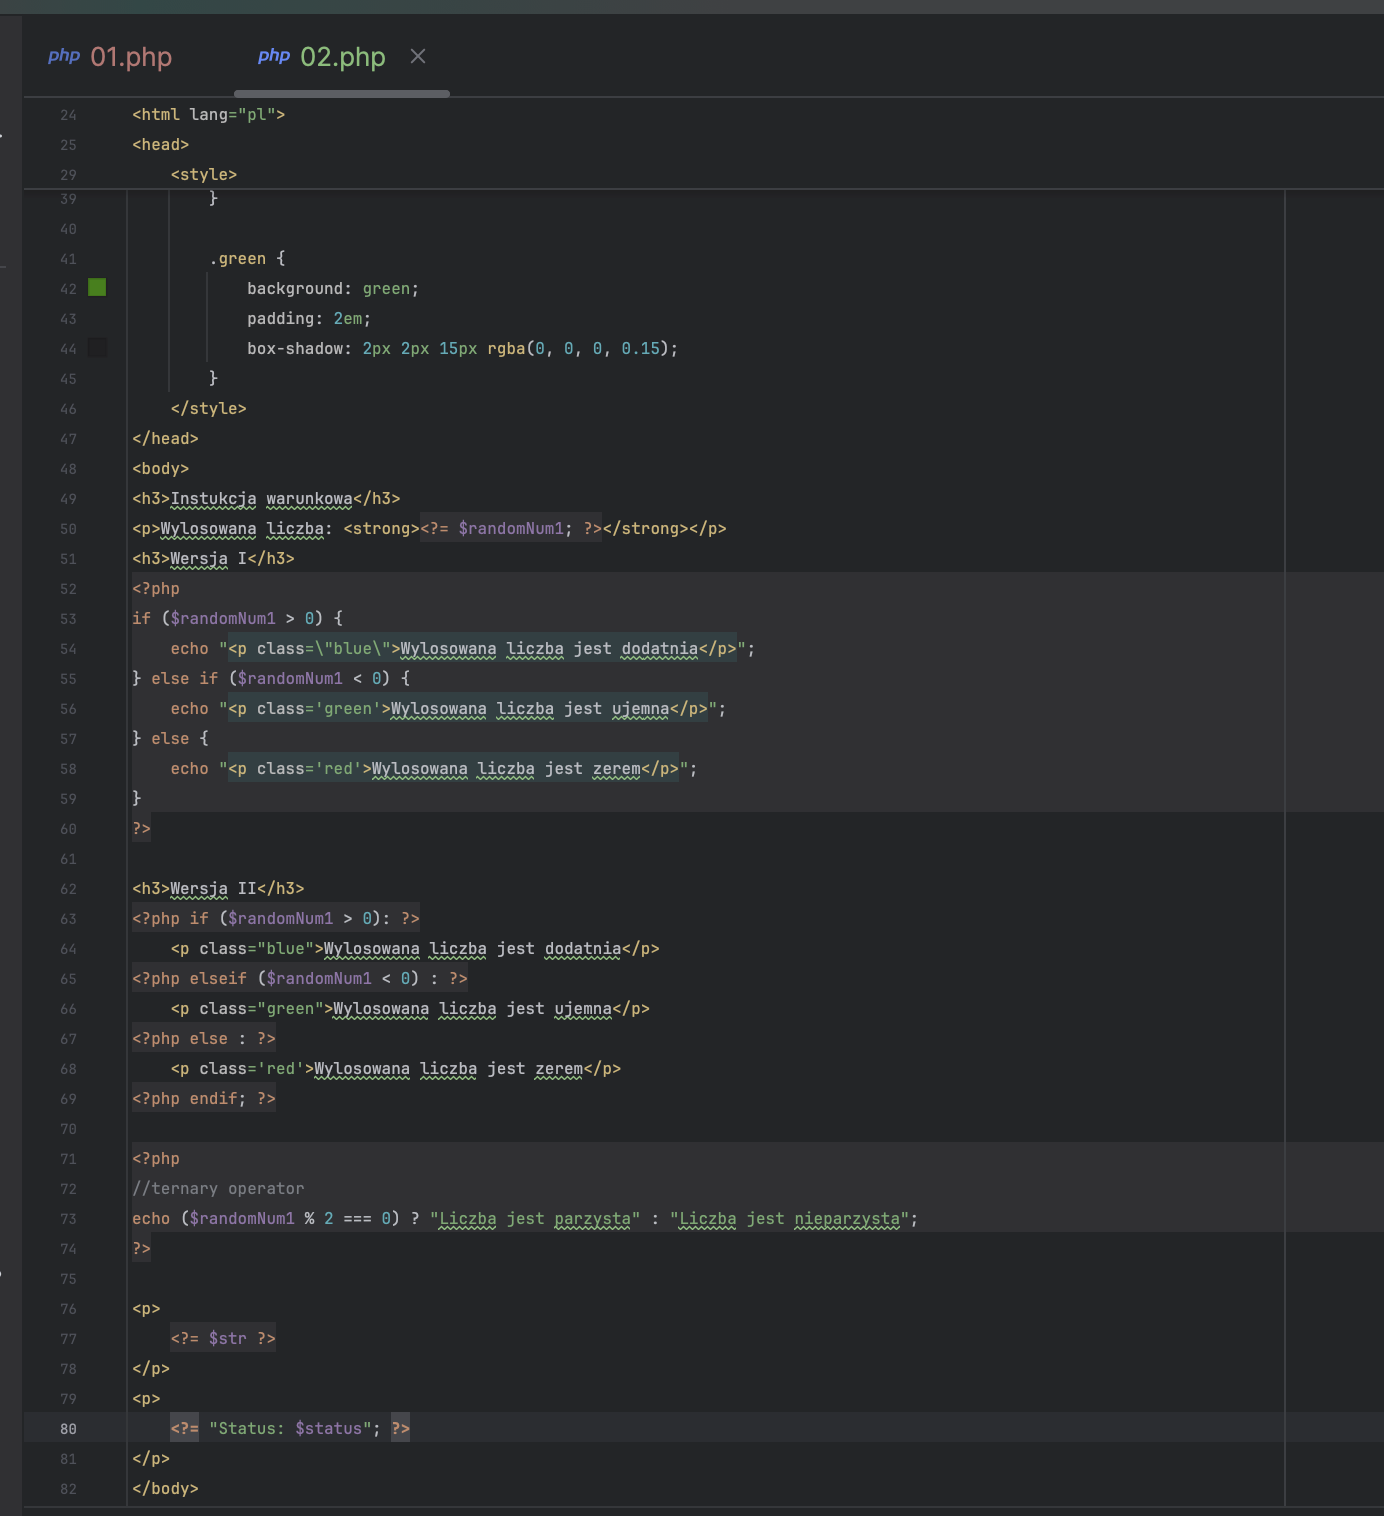 php 01.php php 02.php
24 <html lang="pl">
25 <head>
29 <style>
39 }
40
41 .green {
42 background: green;
43 padding: 2em;
44 box-shadow: 2px 2px 15px rgba(0, 0, 0, 0.15);
45 }
46 </style>
47 </head>
48 <body>
49 <h3>Instukcja warunkowa</h3>
50 <p>Wylosowana liczba: <strong><?= $randomNum1; ?></strong></p>
51 <h3>Wersja I</h3>
52 <?php
53 if ($randomNum1 > 0) {
54 echo "<p class=\"blue\">Wylosowana liczba jest dodatnia</p>";
55 } else if ($randomNum1 < 0) {
56 echo "<p class='green'>Wylosowana liczba jest ujemna</p>";
57 } else {
58 echo "<p class='red'>Wylosowana liczba jest zerem</p>";
59 }
60 ?>
61
62 <h3>Wersja II</h3>
63 <?php if ($randomNum1 > 0): ?>
64 <p class="blue">Wylosowana liczba jest dodatnia</p>
65 <?php elseif ($randomNum1 < 0) : ?>
66 <p class="green">Wylosowana liczba jest ujemna</p>
67 <?php else : ?>
68 <p class='red'>Wylosowana liczba jest zerem</p>
69 <?php endif; ?>
70
71 <?php
72 //ternary operator
73 echo ($randomNum1 % 2 === 0) ? "Liczba jest parzysta" : "Liczba jest nieparzysta";
74 ?>
75
76 <p>
77 <?= $str ?>
78 </p>
79 <p>
80 <?= "Status: $status"; ?>
81 </p>
82 </body>